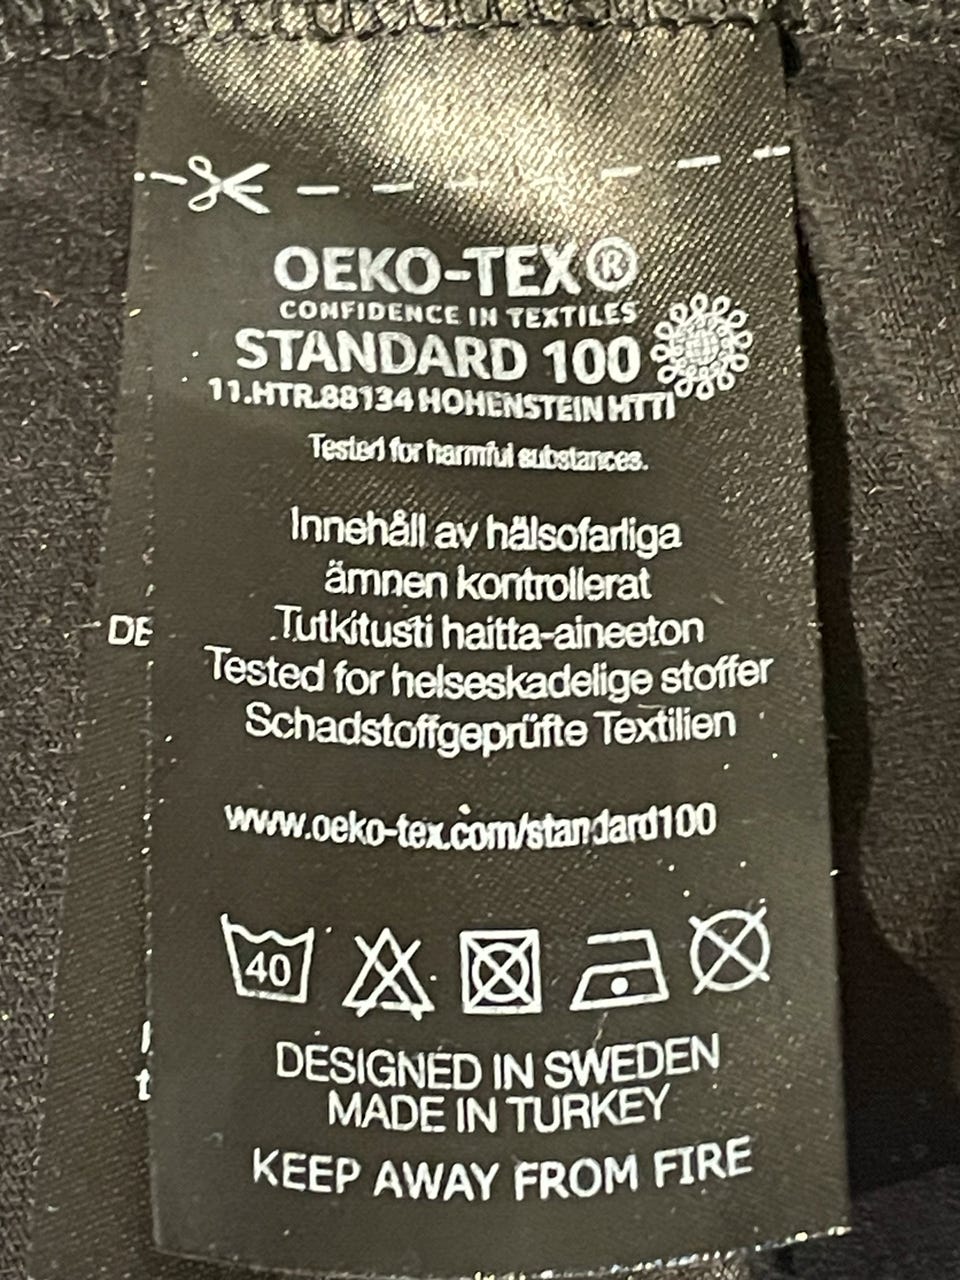 OEKO-TEX®
CONFIDENCE IN TEXTILES
STANDARD 100
11.HTR.88134 HOHENSTEIN HTTI
Tested for harmful substances.
Innehåll av hälsofarliga
ämnen kontrollerat
Tutkitusti haitta-aineeton
Tested for helseskadelige stoffer
Schadstoffgeprüfte Textilien
DE
www.oeko-tex.com/standard100
40
DESIGNED IN SWEDEN
MADE IN TURKEY
KEEP AWAY FROM FIRE